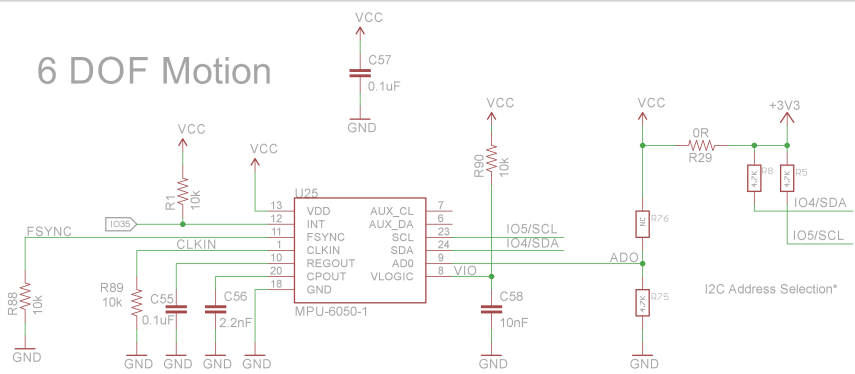 VCC
C57
6 DOF Motion
0.1uF
GND
VCC
VCC
+3V3
VCC
VCC
0R
R29
R90
10k
R1
10k
4.7K
R8
4.7K
R5
U25
IO35
13
VDD
AUX_CL
7
IO4/SDA
12
INT
AUX_DA
6
NC
R76
FSYNC
11
FSYNC
SCL
23
IO5/SCL
CLKIN
1
CLKIN
SDA
24
IO4/SDA
IO5/SCL
10
REGOUT
AD0
9
ADO
20
CPOUT
VLOGIC
8
VIO
18
GND
R88
10k
R89
10k
C55
0.1uF
C56
2.2nF
MPU-6050-1
C58
10nF
4.7K
R75
I2C Address Selection*
GND
GND
GND
GND
GND
GND
GND